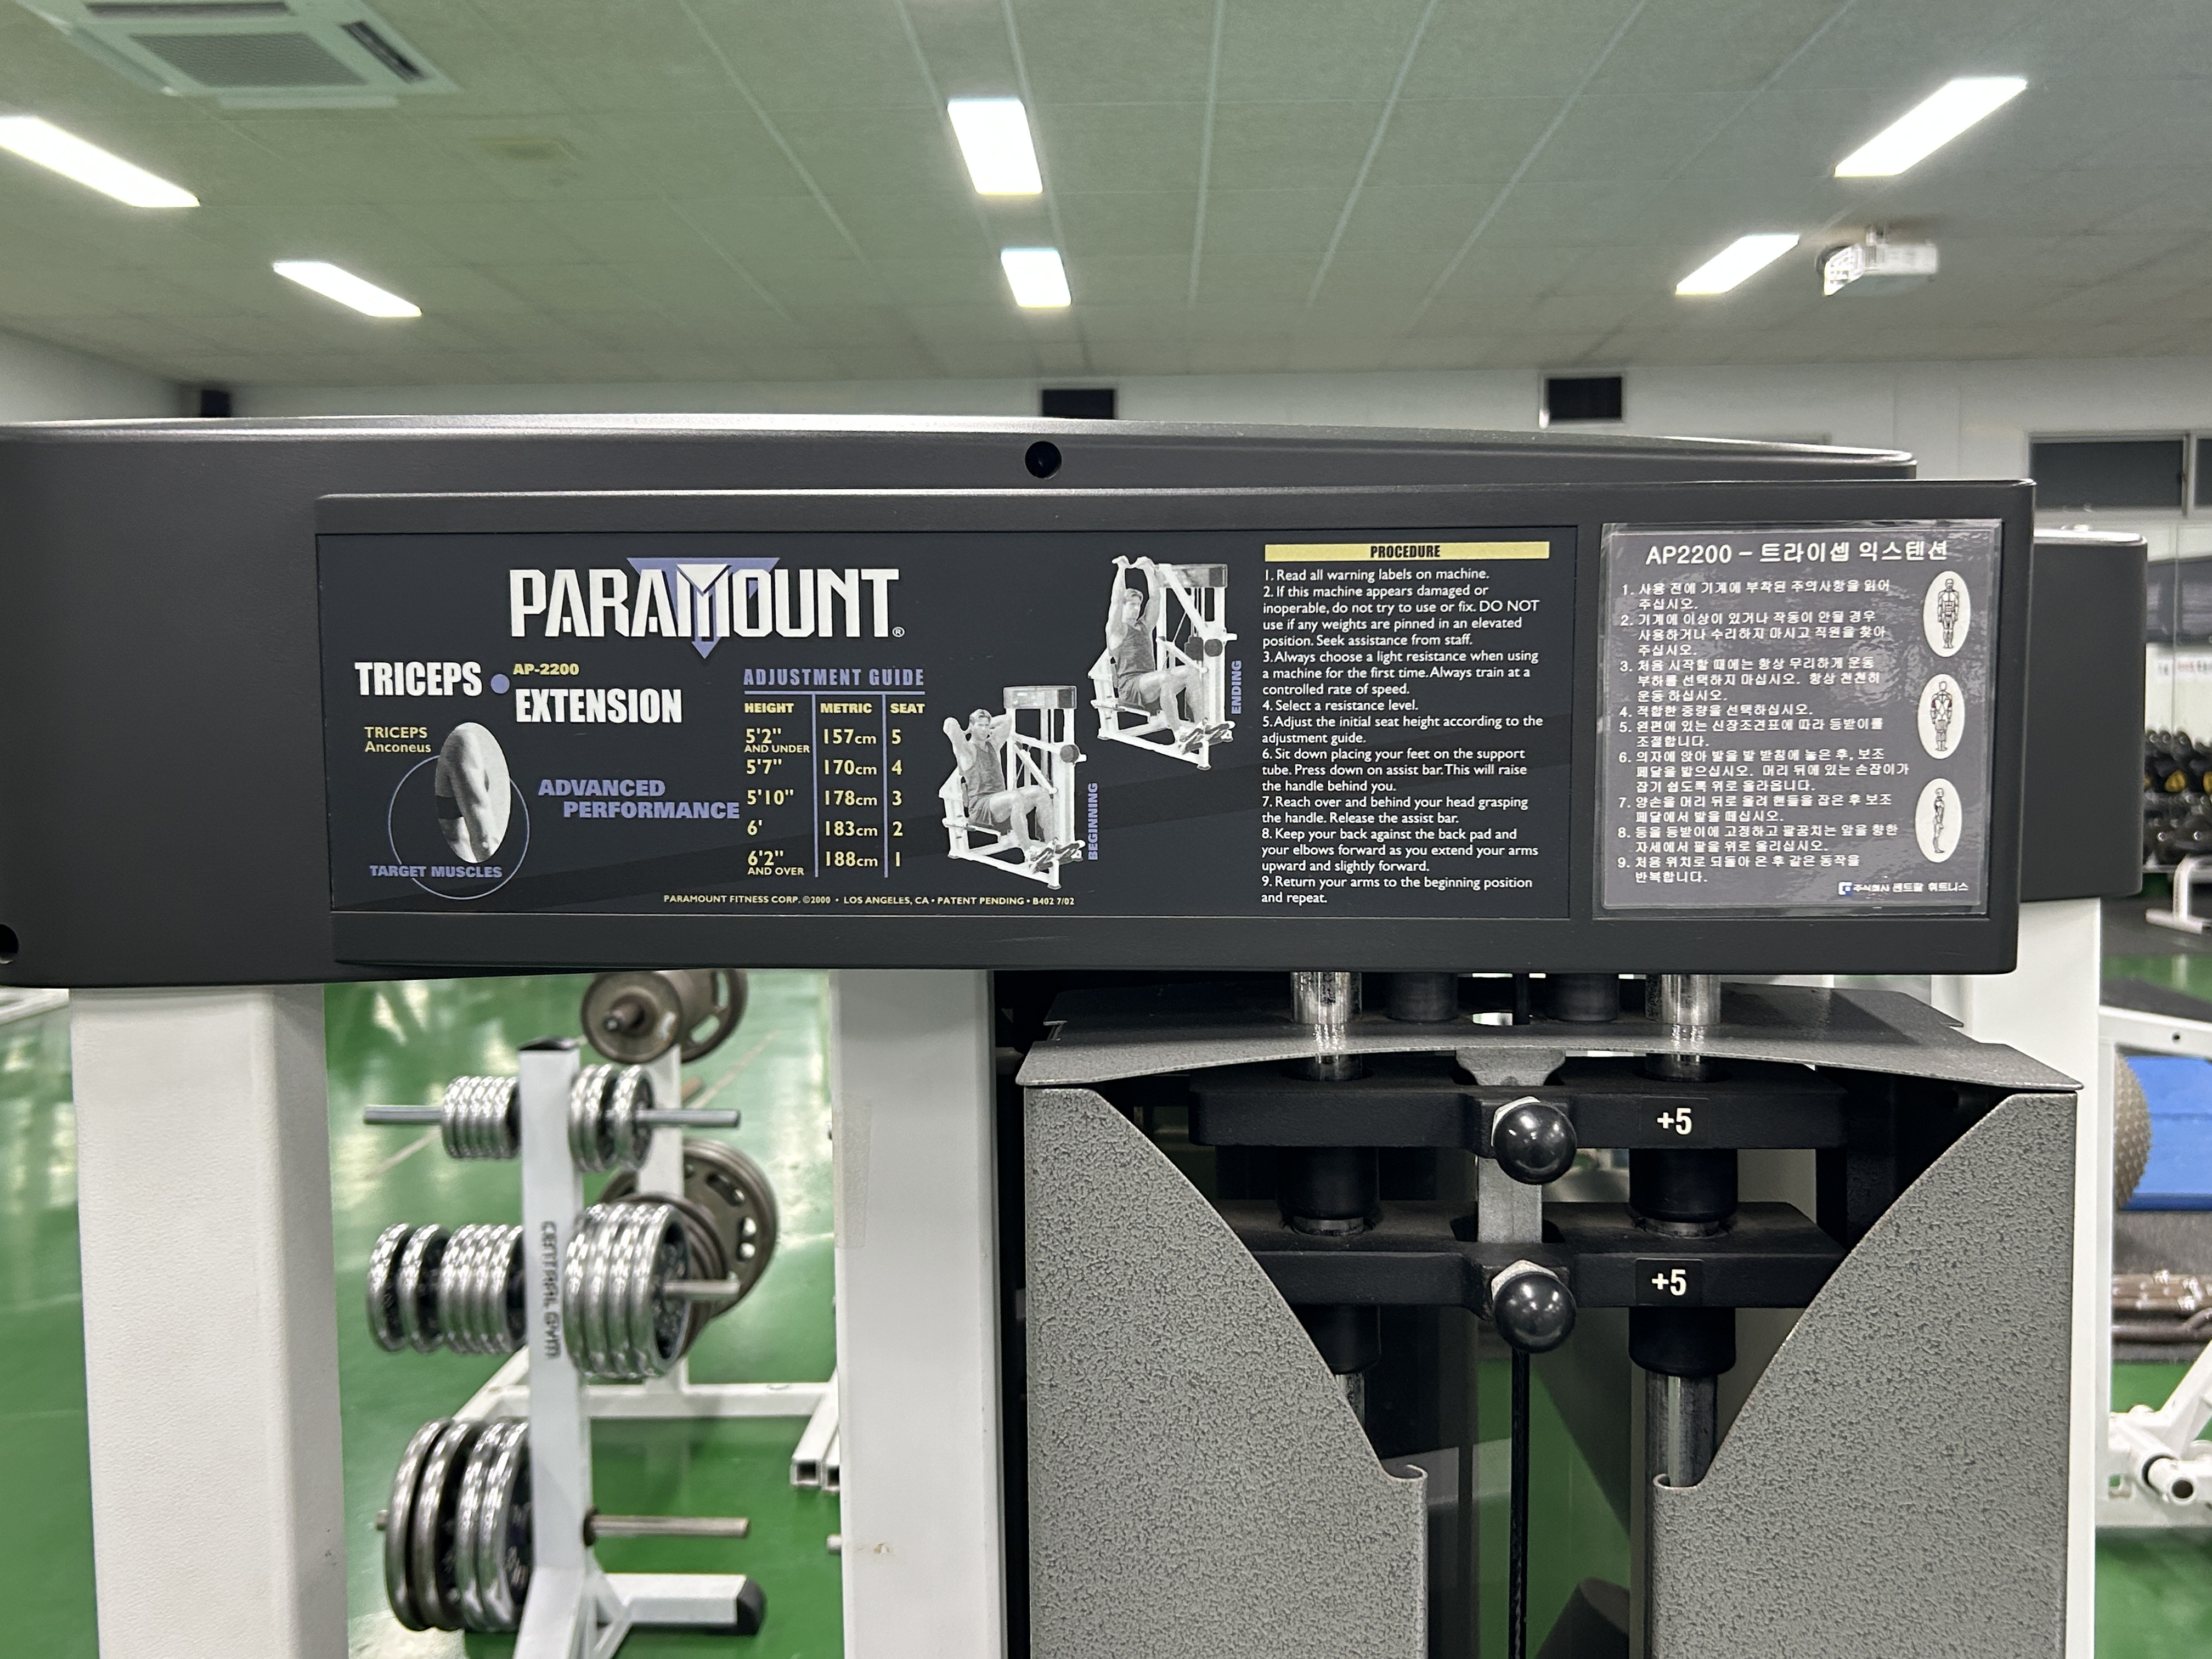 PARAMOUNT®
TRICEPS • AP-2200
EXTENSION
TRICEPS
Anconeus
TARGET MUSCLES
ADVANCED
PERFORMANCE
ADJUSTMENT GUIDE
HEIGHT METRIC SEAT
5'2" 157cm 5
AND UNDER
5'7" 170cm 4
5'10" 178cm 3
6' 183cm 2
6'2" 188cm 1
AND OVER
BEGINNING
ENDING
PARAMOUNT FITNESS CORP. ©2000 • LOS ANGELES, CA • PATENT PENDING • B402 7/02
PROCEDURE
1. Read all warning labels on machine.
2. If this machine appears damaged or
inoperable, do not try to use or fix. DO NOT
use if any weights are pinned in an elevated
position. Seek assistance from staff.
3. Always choose a light resistance when using
a machine for the first time. Always train at a
controlled rate of speed.
4. Select a resistance level.
5. Adjust the initial seat height according to the
adjustment guide.
6. Sit down placing your feet on the support
tube. Press down on assist bar. This will raise
the handle behind you.
7. Reach over and behind your head grasping
the handle. Release the assist bar.
8. Keep your back against the back pad and
your elbows forward as you extend your arms
upward and slightly forward.
9. Return your arms to the beginning position
and repeat.
AP2200 – 트라이셉 익스텐션
1. 사용 전에 기계에 부착된 주의사항을 읽어
주십시오.
2. 기계에 이상이 있거나 작동이 안될 경우
사용하거나 수리하지 마시고 직원을 찾아
주십시오.
3. 처음 시작할 때에는 항상 무리하게 운동
부하를 선택하지 마십시오. 항상 천천히
운동 하십시오.
4. 적합한 중량을 선택하십시오.
5. 왼편에 있는 신장조견표에 따라 등받이를
조절합니다.
6. 의자에 앉아 발을 발 받침에 놓은 후, 보조
페달을 밟으십시오. 머리 뒤에 있는 손잡이가
잡기 쉽도록 위로 올라옵니다.
7. 양손을 머리 뒤로 올려 핸들을 잡은 후 보조
페달에서 발을 떼십시오.
8. 등을 등받이에 고정하고 팔꿈치는 앞을 향한
자세에서 팔을 위로 올리십시오.
9. 처음 위치로 되돌아 온 후 같은 동작을
반복합니다.
주식회사 센트랄 휘트니스
+5
+5
CENTRAL GYM